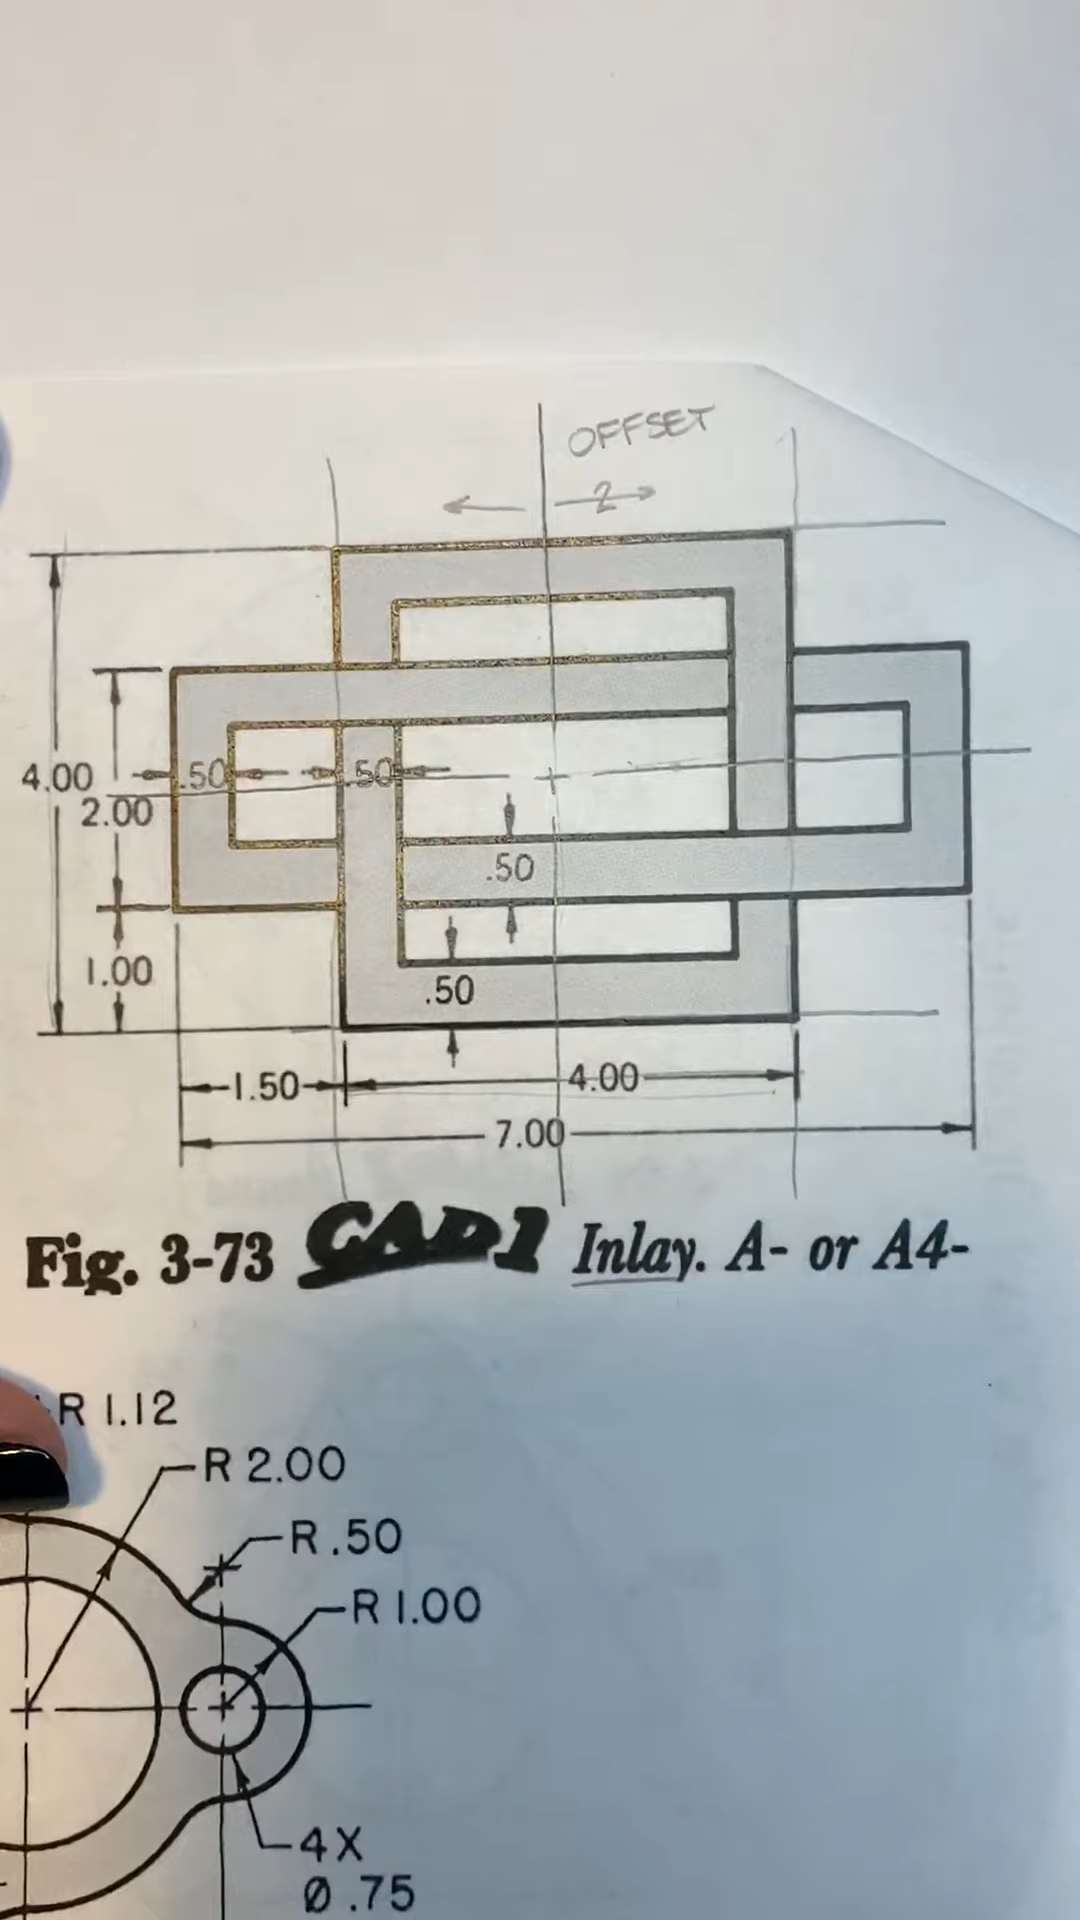 OFFSET
2
4.00
.50
.50
2.00
.50
1.00
.50
1.50
4.00
7.00
Fig. 3-73 CAD1 Inlay. A- or A4-
R 1.12
R 2.00
R .50
R 1.00
4X
Ø .75